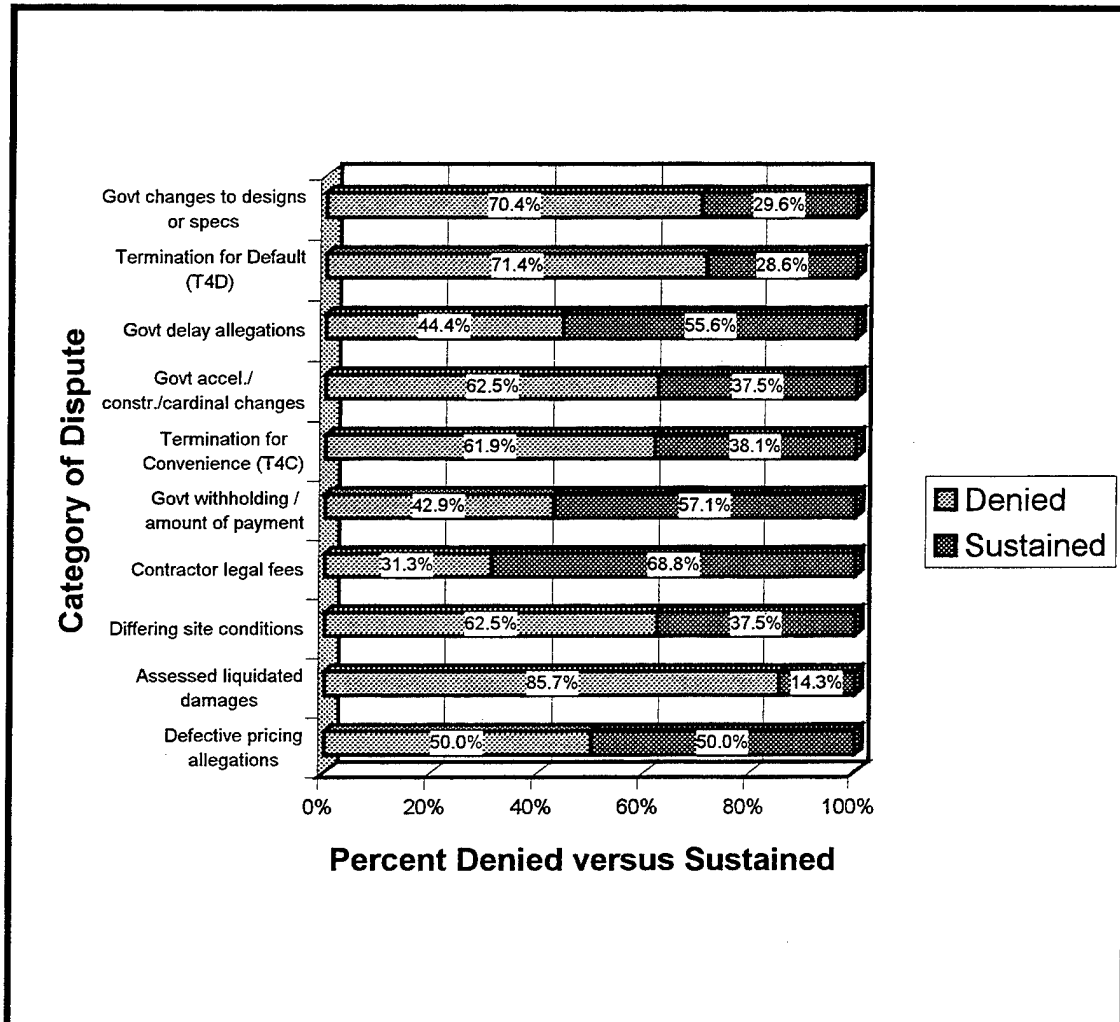 Govt changes to designs
or specs
70.4%
29.6%
Termination for Default
(T4D)
71.4%
28.6%
Govt delay allegations
44.4%
55.6%
Govt accel./
constr./cardinal changes
62.5%
37.5%
Termination for
Convenience (T4C)
61.9%
38.1%
Govt withholding /
amount of payment
42.9%
57.1%
Contractor legal fees
31.3%
68.8%
Differing site conditions
62.5%
37.5%
Assessed liquidated
damages
85.7%
14.3%
Defective pricing
allegations
50.0%
50.0%
Category of Dispute
0% 20% 40% 60% 80% 100%
Percent Denied versus Sustained
Denied
Sustained